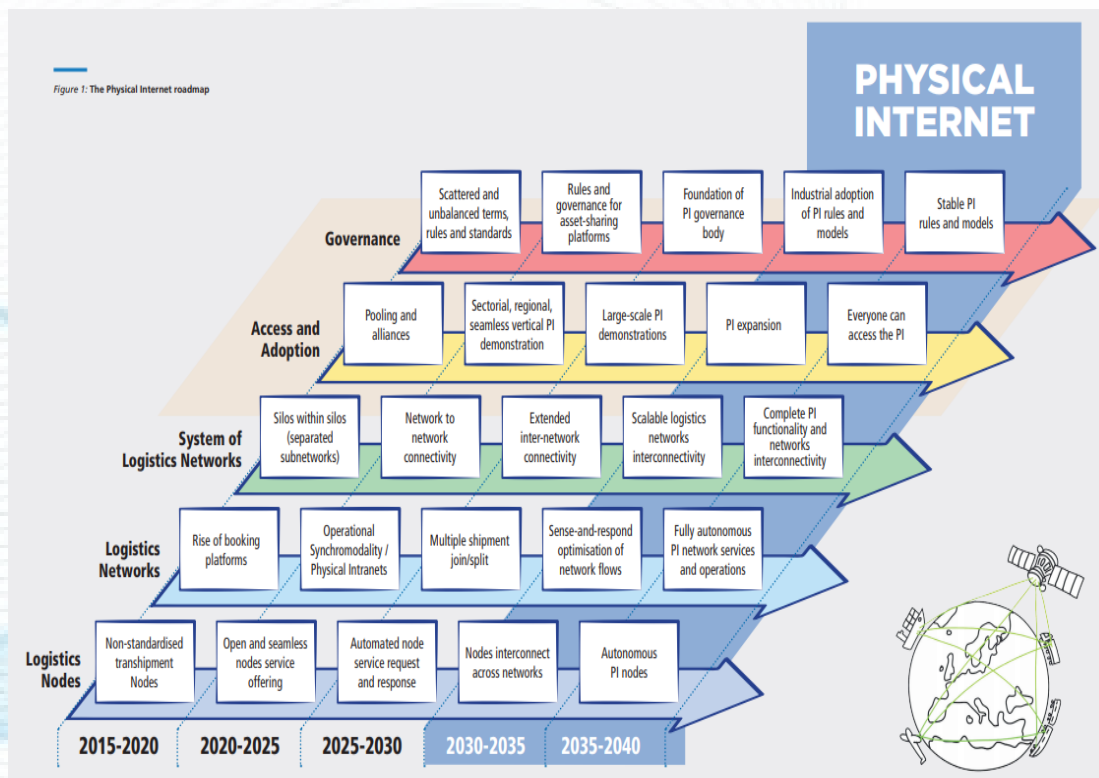 Figure 1: The Physical Internet roadmap
PHYSICAL
INTERNET
Governance
Scattered and
unbalanced terms,
rules and standards
Rules and
governance for
asset-sharing
platforms
Foundation of
PI governance
body
Industrial adoption
of PI rules and
models
Stable PI
rules and models
Access and
Adoption
Pooling and
alliances
Sectorial, regional,
seamless vertical PI
demonstration
Large-scale PI
demonstrations
PI expansion
Everyone can
access the PI
System of
Logistics Networks
Silos within silos
(separated
subnetworks)
Network to
network
connectivity
Extended
inter-network
connectivity
Scalable logistics
networks
interconnectivity
Complete PI
functionality and
networks
interconnectivity
Logistics
Networks
Rise of booking
platforms
Operational
Synchromodality /
Physical Intranets
Multiple shipment
join/split
Sense-and-respond
optimisation of
network flows
Fully autonomous
PI network services
and operations
Logistics
Nodes
Non-standardised
transhipment
Nodes
Open and seamless
nodes service
offering
Automated node
service request
and response
Nodes interconnect
across networks
Autonomous
PI nodes
2015-2020
2020-2025
2025-2030
2030-2035
2035-2040